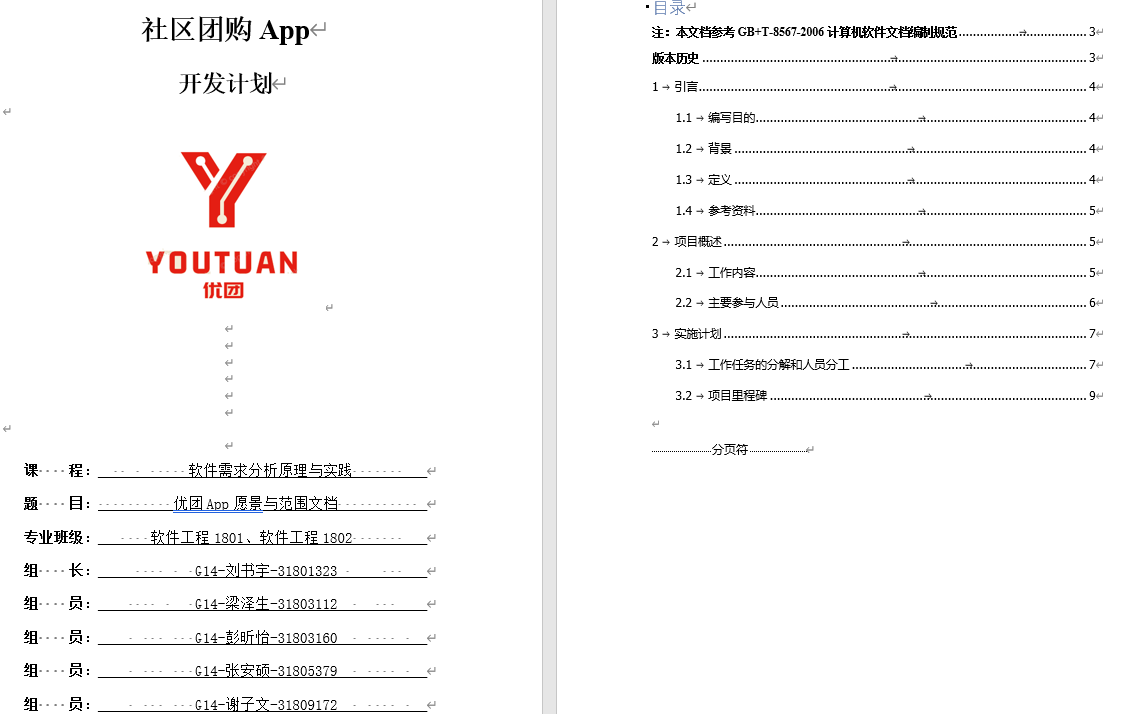 社区团购 App
开发计划
YOUTUAN
优团
课 程： 软件需求分析原理与实践
题 目： 优团 App 愿景与范围文档
专业班级： 软件工程 1801、软件工程 1802
组 长： G14-刘书宇-31801323
组 员： G14-梁泽生-31803112
组 员： G14-彭昕怡-31803160
组 员： G14-张安硕-31805379
组 员： G14-谢子文-31809172
目录
注：本文档参考 GB+T-8567-2006 计算机软件文档编制规范 3
版本历史 3
1 → 引言 4
1.1 → 编写目的 4
1.2 → 背景 4
1.3 → 定义 4
1.4 → 参考资料 5
2 → 项目概述 5
2.1 → 工作内容 5
2.2 → 主要参与人员 6
3 → 实施计划 7
3.1 → 工作任务的分解和人员分工 7
3.2 → 项目里程碑 9
分页符